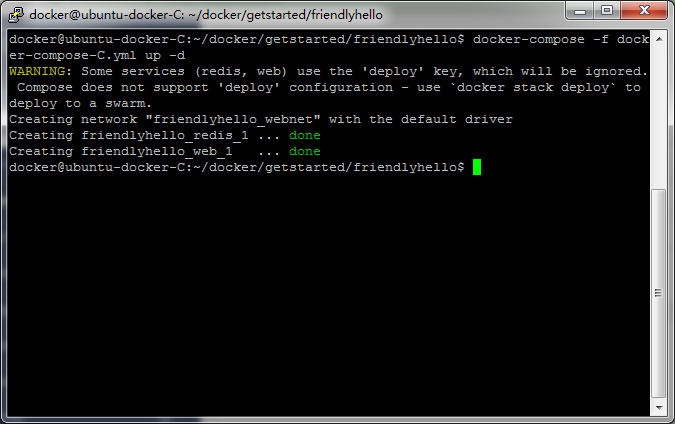 docker@ubuntu-docker-C: ~/docker/getstarted/friendlyhello
docker@ubuntu-docker-C:~/docker/getstarted/friendlyhello$ docker-compose -f dock
er-compose-C.yml up -d
WARNING: Some services (redis, web) use the 'deploy' key, which will be ignored.
 Compose does not support 'deploy' configuration - use `docker stack deploy` to
deploy to a swarm.
Creating network "friendlyhello_webnet" with the default driver
Creating friendlyhello_redis_1 ... done
Creating friendlyhello_web_1   ... done
docker@ubuntu-docker-C:~/docker/getstarted/friendlyhello$